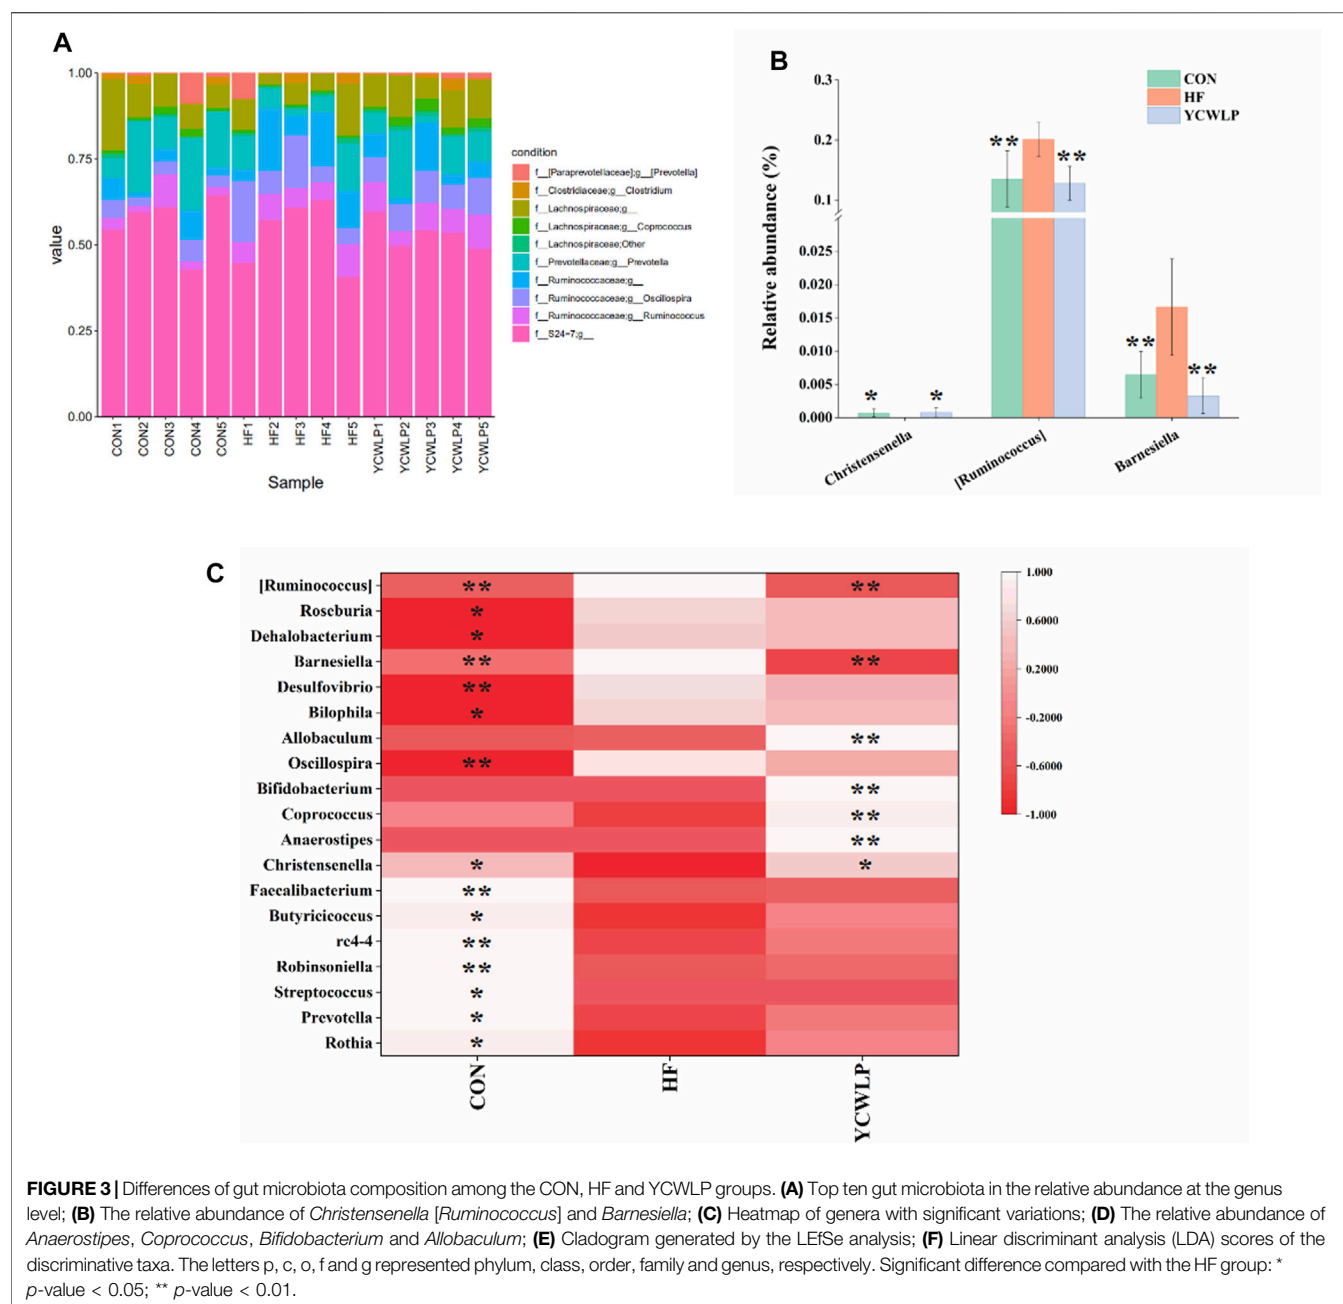 A
1.00
0.75
0.50
0.25
0.00
value
CON1
CON2
CON3
CON4
CON5
HF1
HF2
HF3
HF4
HF5
YCWLP1
YCWLP2
YCWLP3
YCWLP4
YCWLP5
Sample
condition
f__[Paraprevotellaceae];g__[Prevotella]
f__Clostridiaceae;g__Clostridium
f__Lachnospiraceae;g__
f__Lachnospiraceae;g__Coprococcus
f__Lachnospiraceae;Other
f__Prevotellaceae;g__Prevotella
f__Ruminococcaceae;g__
f__Ruminococcaceae;g__Oscillospira
f__Ruminococcaceae;g__Ruminococcus
f__S24-7;g__
B
0.3
0.2
0.1
0.025
0.020
0.015
0.010
0.005
0.000
Relative abundance (%)
CON
HF
YCWLP
* *
** **
** **
Christensenella
[Ruminococcus]
Barnesiella
C
[Ruminococcus] ** **
Roseburia *
Dehalobacterium *
Barnesiella ** **
Desulfovibrio **
Bilophila *
Allobaculum **
Oscillospira **
Bifidobacterium **
Coprococcus **
Anaerostipes **
Christensenella * *
Faecalibacterium **
Butyricicoccus *
rc4-4 **
Robinsoniella **
Streptococcus *
Prevotella *
Rothia *
CON
HF
YCWLP
1.000
0.6000
0.2000
-0.2000
-0.6000
-1.000
FIGURE 3 | Differences of gut microbiota composition among the CON, HF and YCWLP groups. (A) Top ten gut microbiota in the relative abundance at the genus
level; (B) The relative abundance of Christensenella [Ruminococcus] and Barnesiella; (C) Heatmap of genera with significant variations; (D) The relative abundance of
Anaerostipes, Coprococcus, Bifidobacterium and Allobaculum; (E) Cladogram generated by the LEfSe analysis; (F) Linear discriminant analysis (LDA) scores of the
discriminative taxa. The letters p, c, o, f and g represented phylum, class, order, family and genus, respectively. Significant difference compared with the HF group: *
p-value < 0.05; ** p-value < 0.01.